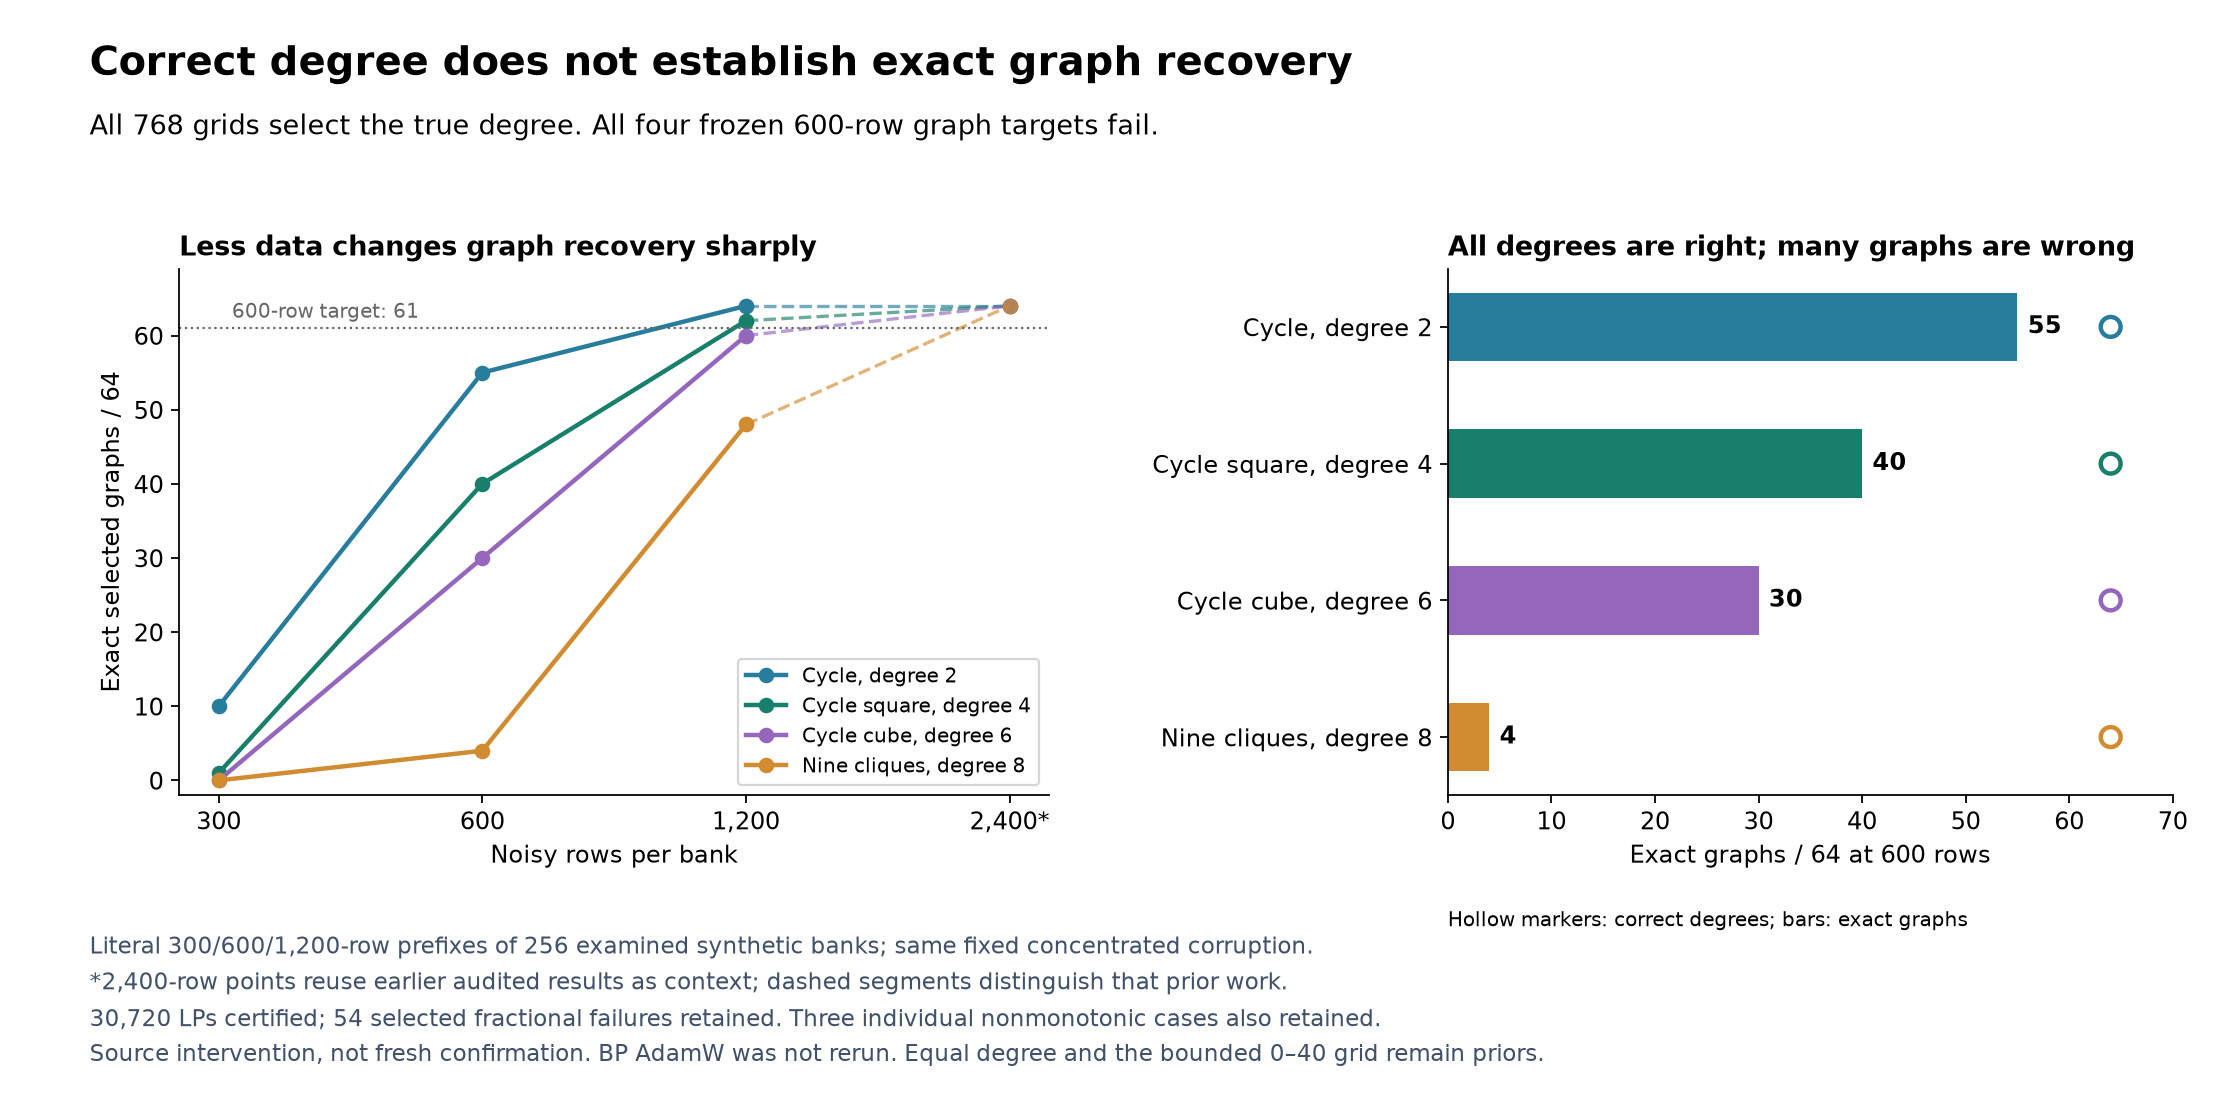 Correct degree does not establish exact graph recovery
All 768 grids select the true degree. All four frozen 600-row graph targets fail.
Less data changes graph recovery sharply
600-row target: 61
Exact selected graphs / 64
60
50
40
30
20
10
0
300
600
1,200
2,400*
Noisy rows per bank
Cycle, degree 2
Cycle square, degree 4
Cycle cube, degree 6
Nine cliques, degree 8
All degrees are right; many graphs are wrong
Cycle, degree 2
55
Cycle square, degree 4
40
Cycle cube, degree 6
30
Nine cliques, degree 8
4
0
10
20
30
40
50
60
70
Exact graphs / 64 at 600 rows
Hollow markers: correct degrees; bars: exact graphs
Literal 300/600/1,200-row prefixes of 256 examined synthetic banks; same fixed concentrated corruption.
*2,400-row points reuse earlier audited results as context; dashed segments distinguish that prior work.
30,720 LPs certified; 54 selected fractional failures retained. Three individual nonmonotonic cases also retained.
Source intervention, not fresh confirmation. BP AdamW was not rerun. Equal degree and the bounded 0–40 grid remain priors.